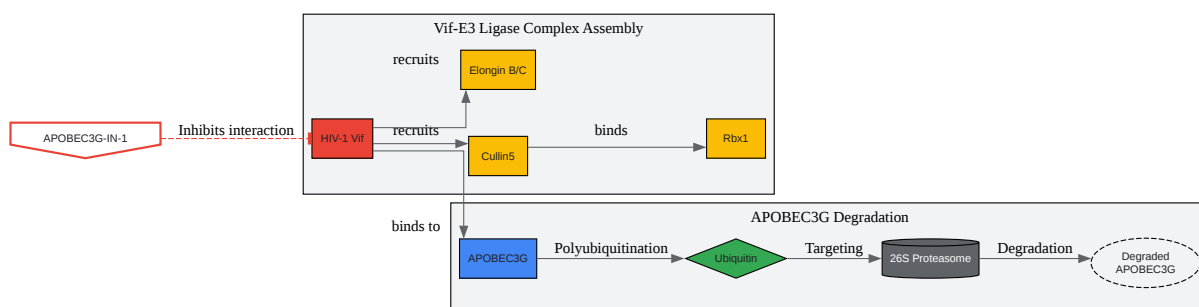 Vif-E3 Ligase Complex Assembly
recruits
Elongin B/C
APOBEC3G-IN-1
Inhibits interaction
HIV-1 Vif
recruits
Cullin5
binds
Rbx1
binds to
APOBEC3G Degradation
APOBEC3G
Polyubiquitination
Ubiquitin
Targeting
26S Proteasome
Degradation
Degraded
APOBEC3G